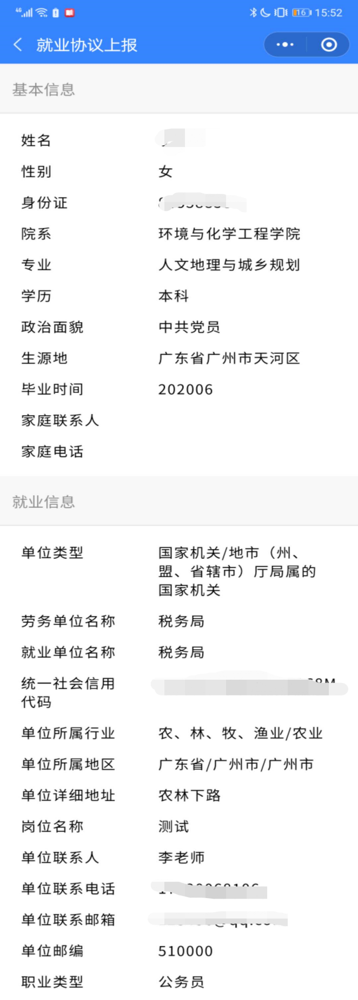 4G 16 15:52
就业协议上报
基本信息
姓名
性别 女
身份证
院系 环境与化学工程学院
专业 人文地理与城乡规划
学历 本科
政治面貌 中共党员
生源地 广东省广州市天河区
毕业时间 202006
家庭联系人
家庭电话
就业信息
单位类型 国家机关/地市（州、
盟、省辖市）厅局属的
国家机关
劳务单位名称 税务局
就业单位名称 税务局
统一社会信用
代码
单位所属行业 农、林、牧、渔业/农业
单位所属地区 广东省/广州市/广州市
单位详细地址 农林下路
岗位名称 测试
单位联系人 李老师
单位联系电话
单位联系邮箱
单位邮编 510000
职业类型 公务员